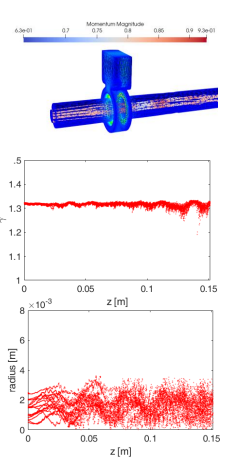 Momentum Magnitude
6.3e-01 0.7 0.75 0.8 0.85 0.9 9.3e-01
.5
1.4
1.3
1.2
1.1
1
γ
0 0.05 0.1 0.15
z [m]
×10⁻³
8
6
4
2
0
radius [m]
0 0.05 0.1 0.15
z [m]